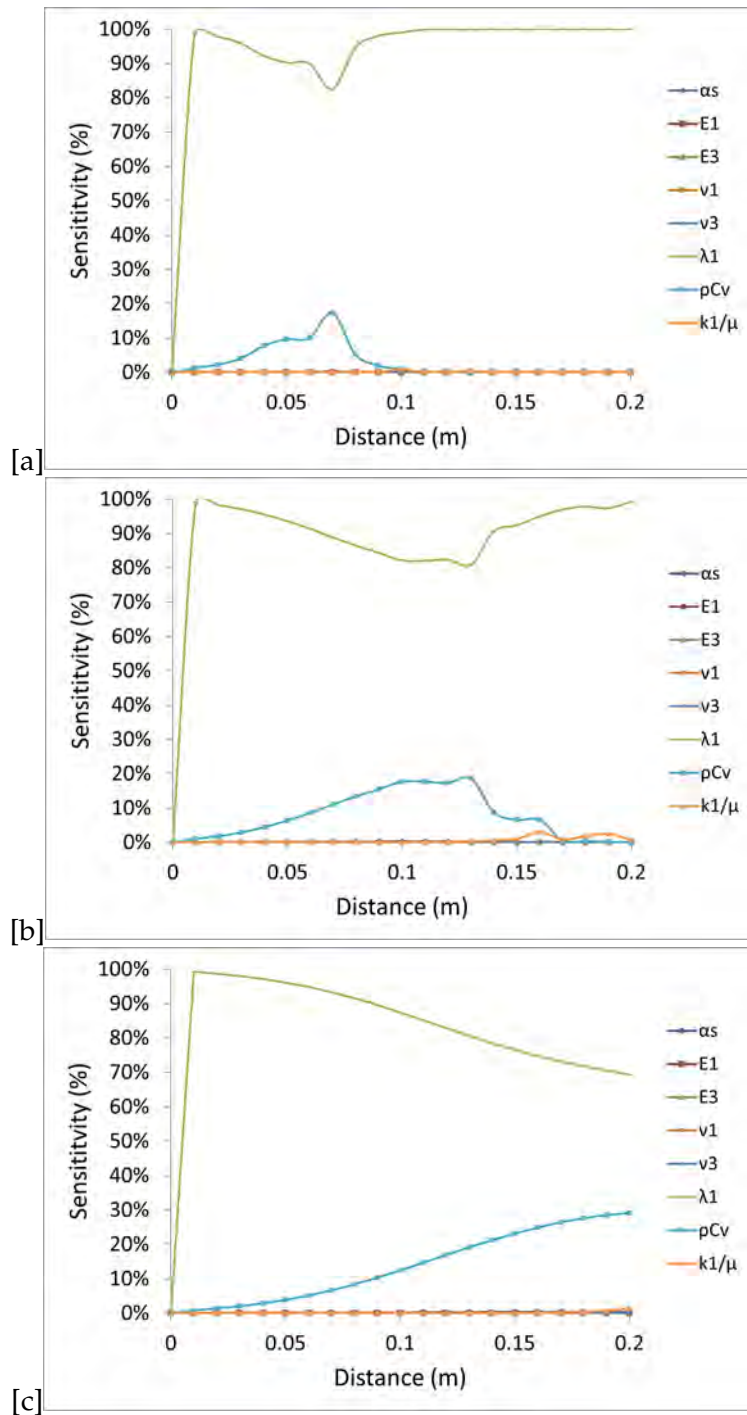 100%
90%
80%
70%
60%
50%
40%
30%
20%
10%
0%
Sensititvity (%)
0 0.05 0.1 0.15 0.2
Distance (m)
αs
E1
E3
ν1
ν3
λ1
ρCv
k1/μ
[a]
100%
90%
80%
70%
60%
50%
40%
30%
20%
10%
0%
Sensititvity (%)
0 0.05 0.1 0.15 0.2
Distance (m)
αs
E1
E3
ν1
ν3
λ1
ρCv
k1/μ
[b]
100%
90%
80%
70%
60%
50%
40%
30%
20%
10%
0%
Sensititvity (%)
0 0.05 0.1 0.15 0.2
Distance (m)
αs
E1
E3
ν1
ν3
λ1
ρCv
k1/μ
[c]